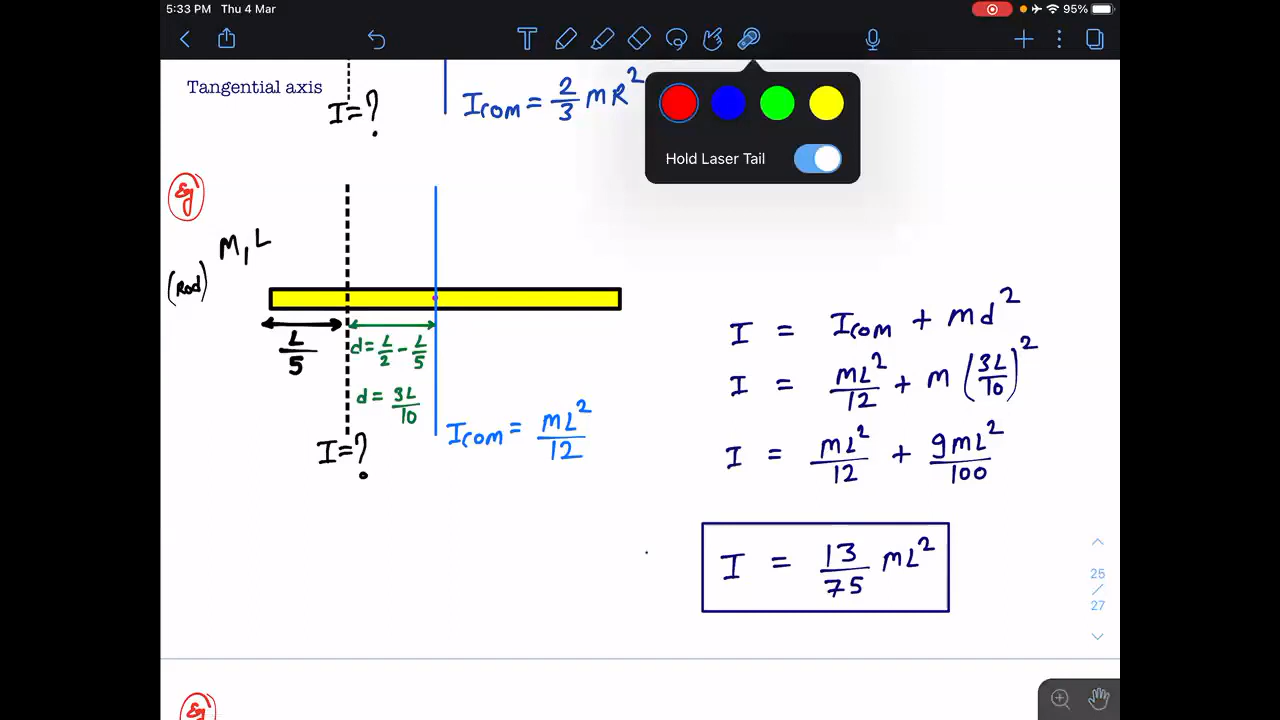 5:33 PM Thu 4 Mar
95%
T
Tangential axis
I=?
Icom = 2/3 mR²
Hold Laser Tail
Eg
(Rod)
M, L
L/5
d = L/2 - L/5
d = 3L/10
I=?
Icom = mL²/12
I = Icom + md²
I = mL²/12 + m (3L/10)²
I = mL²/12 + 9mL²/100
I = 13/75 mL²
25
/
27
Eg